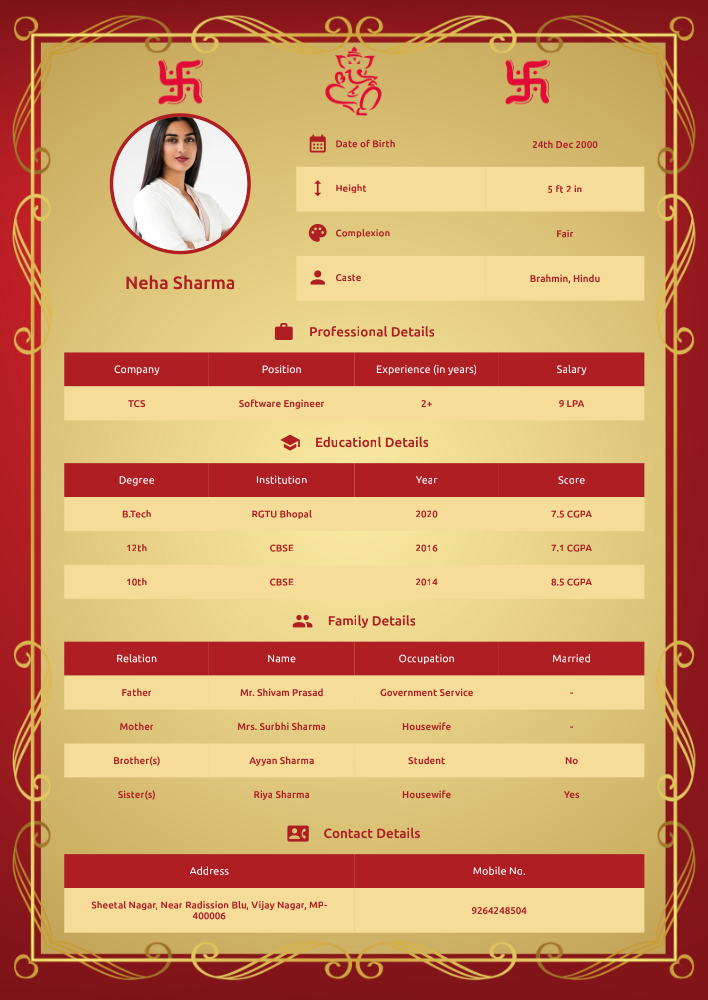 Date of Birth 24th Dec 2000
Height 5 ft 2 in
Complexion Fair
Caste Brahmin, Hindu
Neha Sharma
Professional Details
Company Position Experience (in years) Salary
TCS Software Engineer 2+ 9 LPA
Educationl Details
Degree Institution Year Score
B.Tech RGTU Bhopal 2020 7.5 CGPA
12th CBSE 2016 7.1 CGPA
10th CBSE 2014 8.5 CGPA
Family Details
Relation Name Occupation Married
Father Mr. Shivam Prasad Government Service -
Mother Mrs. Surbhi Sharma Housewife -
Brother(s) Ayyan Sharma Student No
Sister(s) Riya Sharma Housewife Yes
Contact Details
Address Mobile No.
Sheetal Nagar, Near Radission Blu, Vijay Nagar, MP-
400006
9264248504